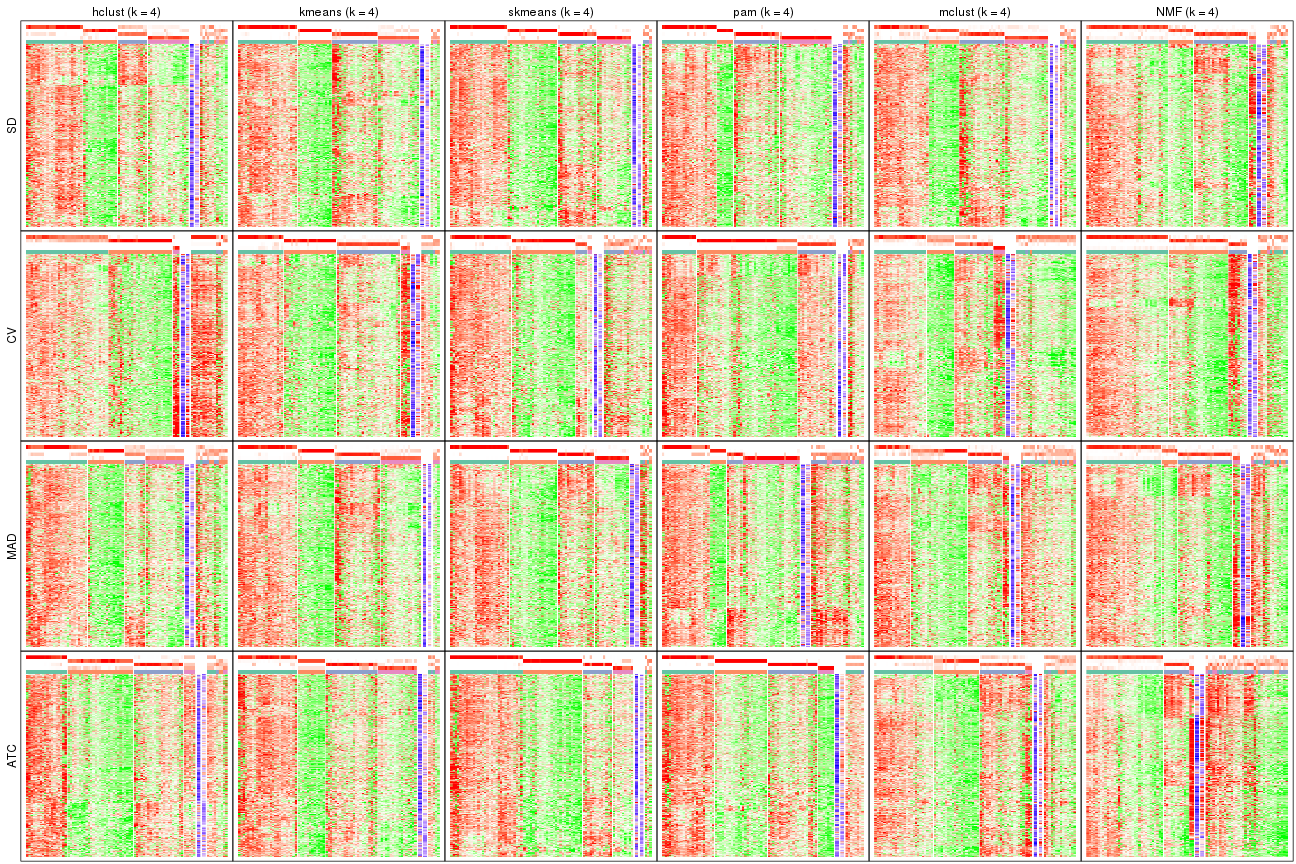 hclust (k = 4)
kmeans (k = 4)
skmeans (k = 4)
pam (k = 4)
mclust (k = 4)
NMF (k = 4)
SD
CV
MAD
ATC